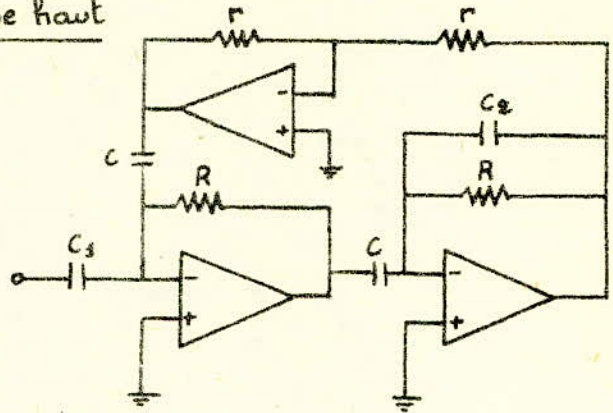 e haut
r r
- +
C₂
C
R R
C₁ C
- + - +